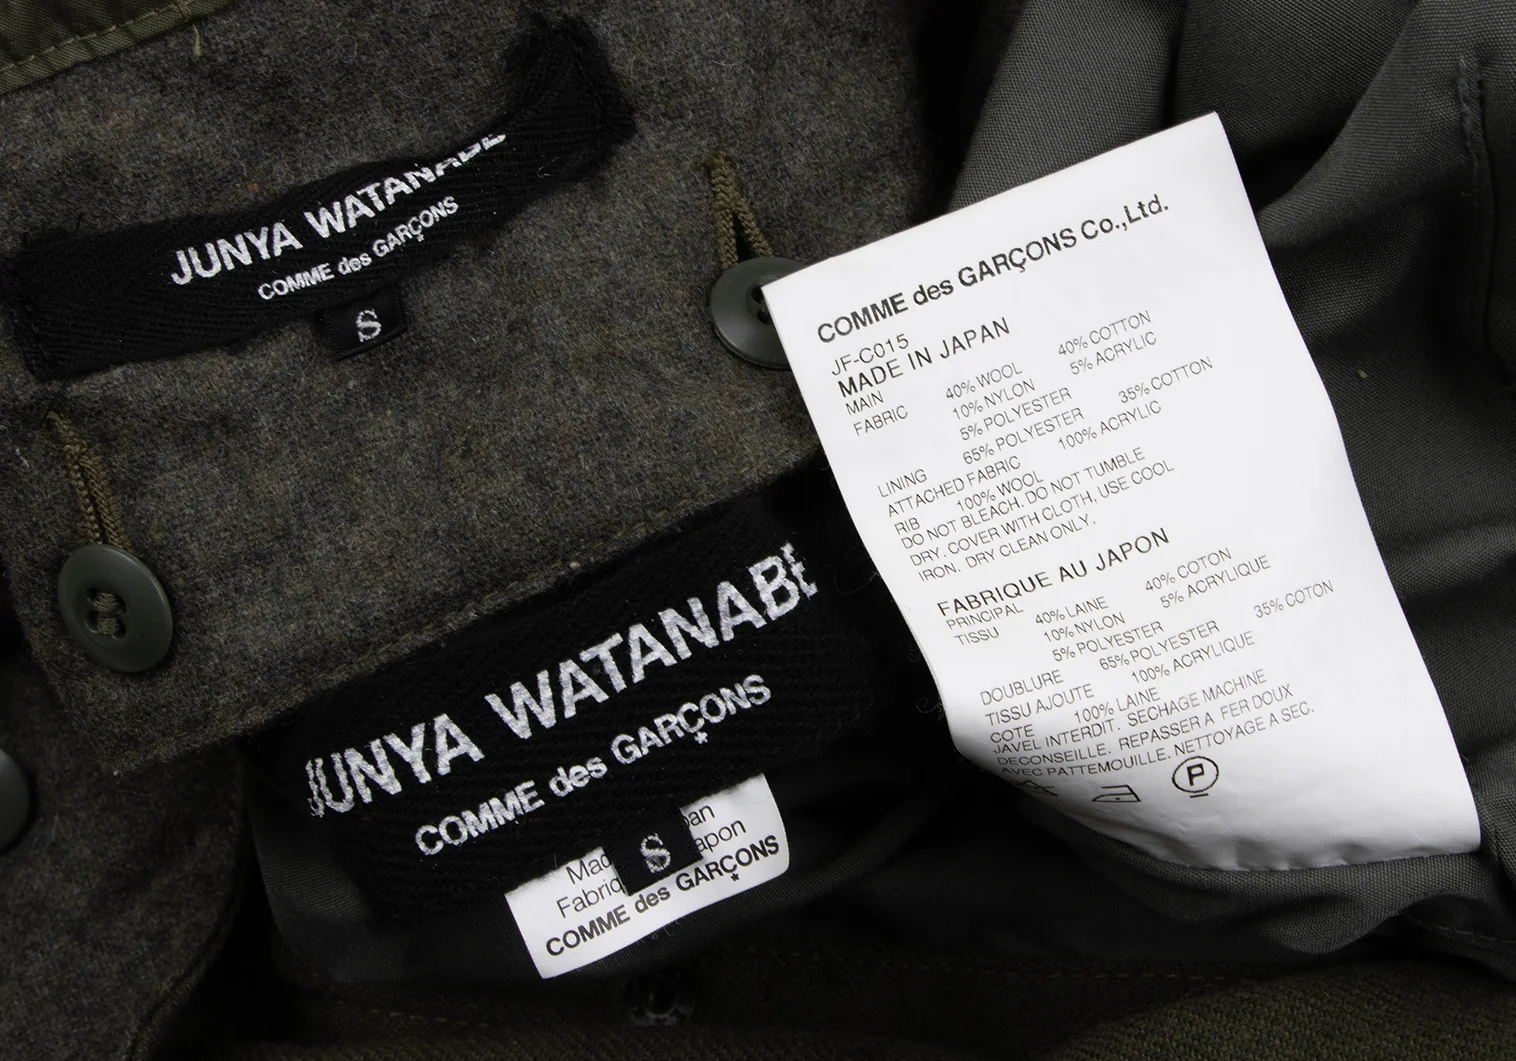 JUNYA WATANABE
COMME des GARÇONS
S
JUNYA WATANABE
COMME des GARÇONS
S
COMME des GARÇONS
COMME des GARÇONS Co.,Ltd.
JF-C015
MADE IN JAPAN
MAIN 40% WOOL 40% COTTON
FABRIC 10% NYLON 5% ACRYLIC
5% POLYESTER
LINING 65% POLYESTER 35% COTTON
ATTACHED FABRIC 100% ACRYLIC
RIB 100% WOOL
DO NOT BLEACH. DO NOT TUMBLE
DRY. COVER WITH CLOTH, USE COOL
IRON. DRY CLEAN ONLY.
FABRIQUE AU JAPON
PRINCIPAL 40% LAINE 40% COTON
TISSU 10% NYLON 5% ACRYLIQUE
5% POLYESTER
DOUBLURE 65% POLYESTER 35% COTON
TISSU AJOUTE 100% ACRYLIQUE
COTE 100% LAINE
JAVEL INTERDIT. SECHAGE MACHINE
DECONSEILLE. REPASSER A FER DOUX
AVEC PATTEMOUILLE. NETTOYAGE A SEC.
P